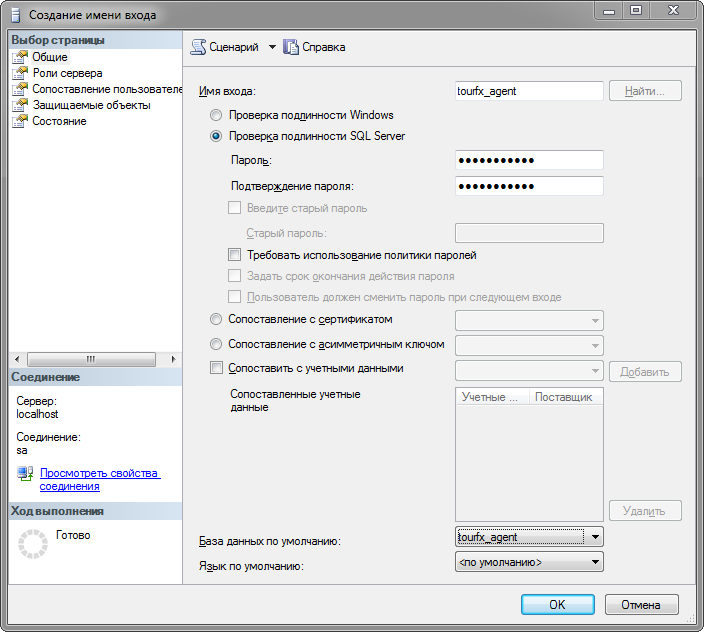 Создание имени входа
Выбор страницы
Общие
Роли сервера
Сопоставление пользователе
Защищаемые объекты
Состояние
Сценарий
Справка
Имя входа:
tourfx_agent
Найти...
Проверка подлинности Windows
Проверка подлинности SQL Server
Пароль:
●●●●●●●●●●●
Подтверждение пароля:
●●●●●●●●●●●
Введите старый пароль
Старый пароль:
Требовать использование политики паролей
Задать срок окончания действия пароля
Пользователь должен сменить пароль при следующем входе
Сопоставление с сертификатом
Сопоставление с асимметричным ключом
Сопоставить с учетными данными
Добавить
Сопоставленные учетные
данные
Учетные ...
Поставщик
Удалить
База данных по умолчанию:
tourfx_agent
Язык по умолчанию:
<по умолчанию>
Соединение
Сервер:
localhost
Соединение:
sa
Просмотреть свойства
соединения
Ход выполнения
Готово
OK
Отмена